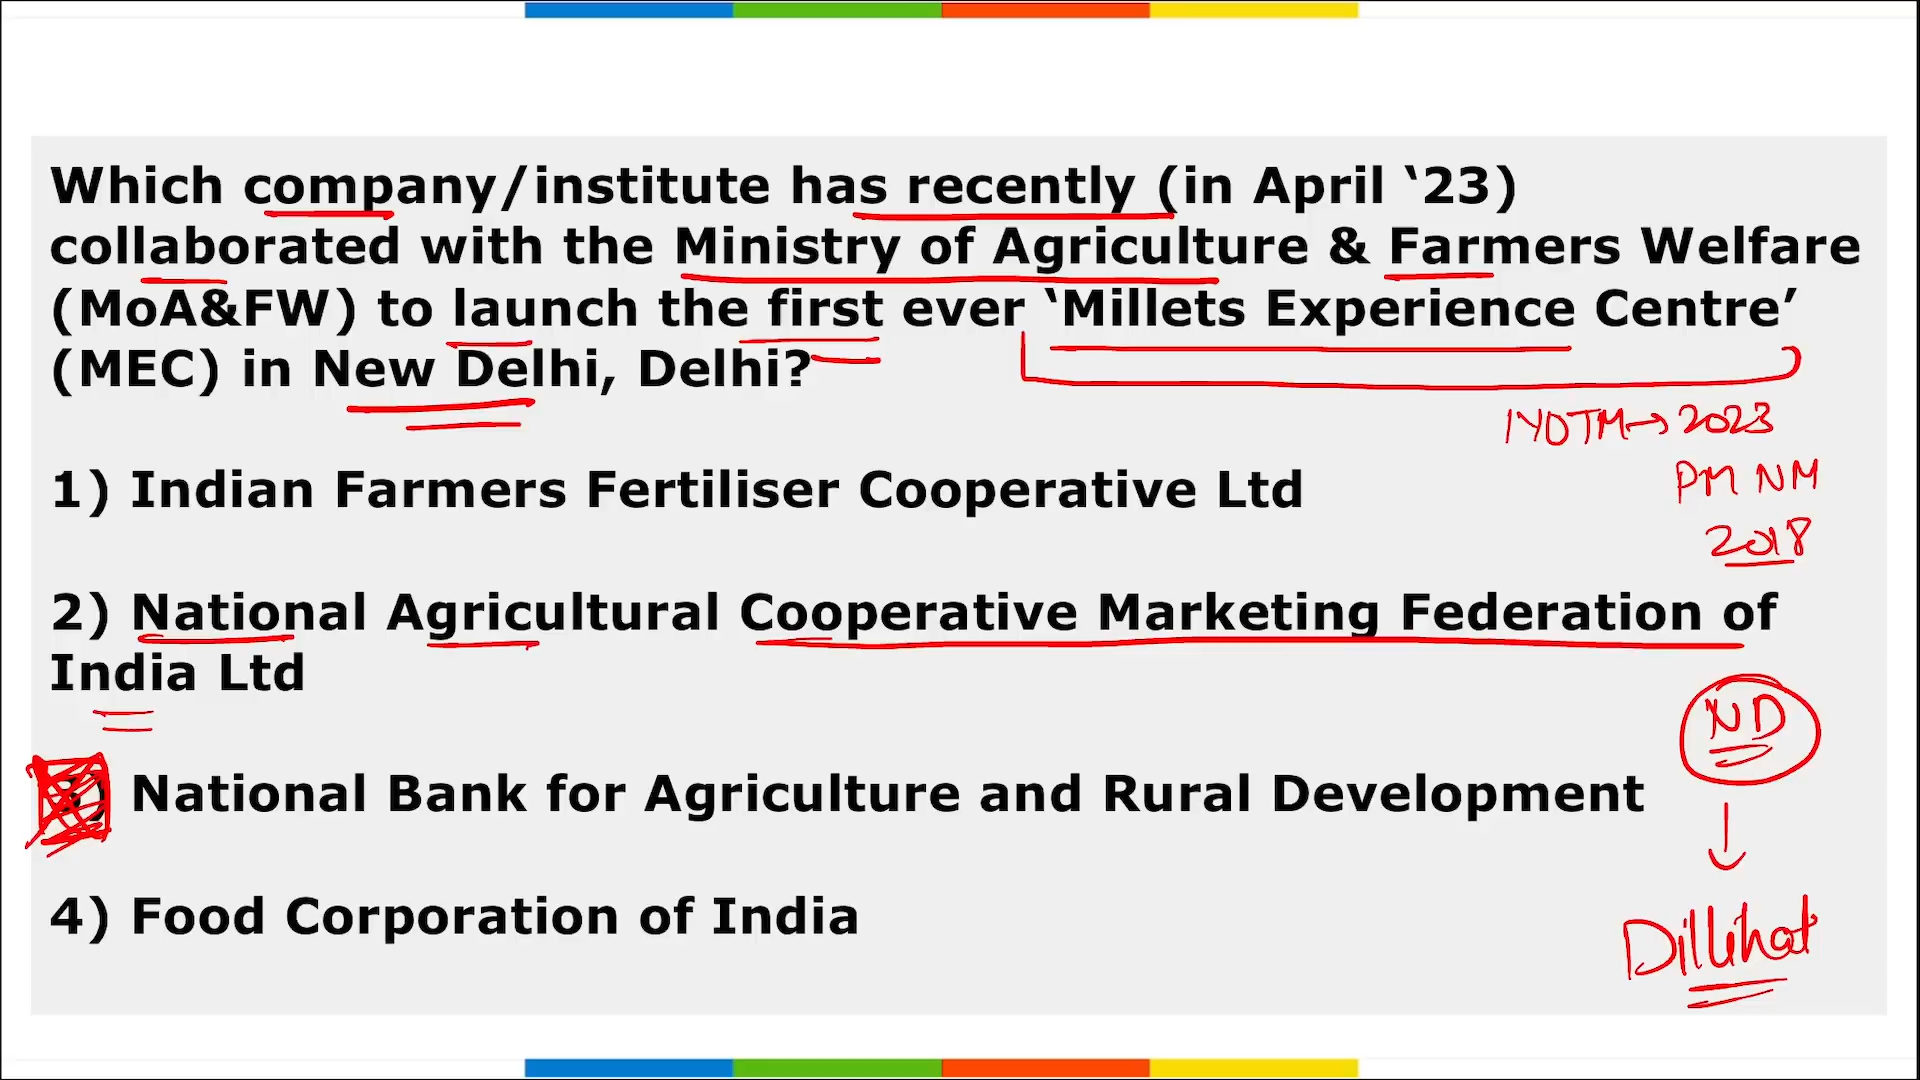 Which company/institute has recently (in April ‘23)
collaborated with the Ministry of Agriculture & Farmers Welfare
(MoA&FW) to launch the first ever ‘Millets Experience Centre’
(MEC) in New Delhi, Delhi?
IYOTM→2023
PM NM
2018
1) Indian Farmers Fertiliser Cooperative Ltd
2) National Agricultural Cooperative Marketing Federation of
India Ltd
ND
National Bank for Agriculture and Rural Development
4) Food Corporation of India
Dillihat